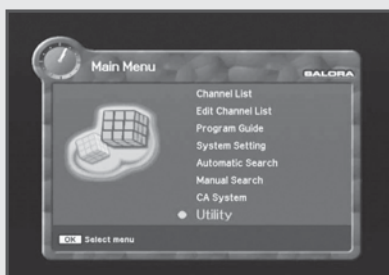 Main Menu
BALORA
Channel List
Edit Channel List
Program Guide
System Setting
Automatic Search
Manual Search
CA System
Utility
OK Select menu